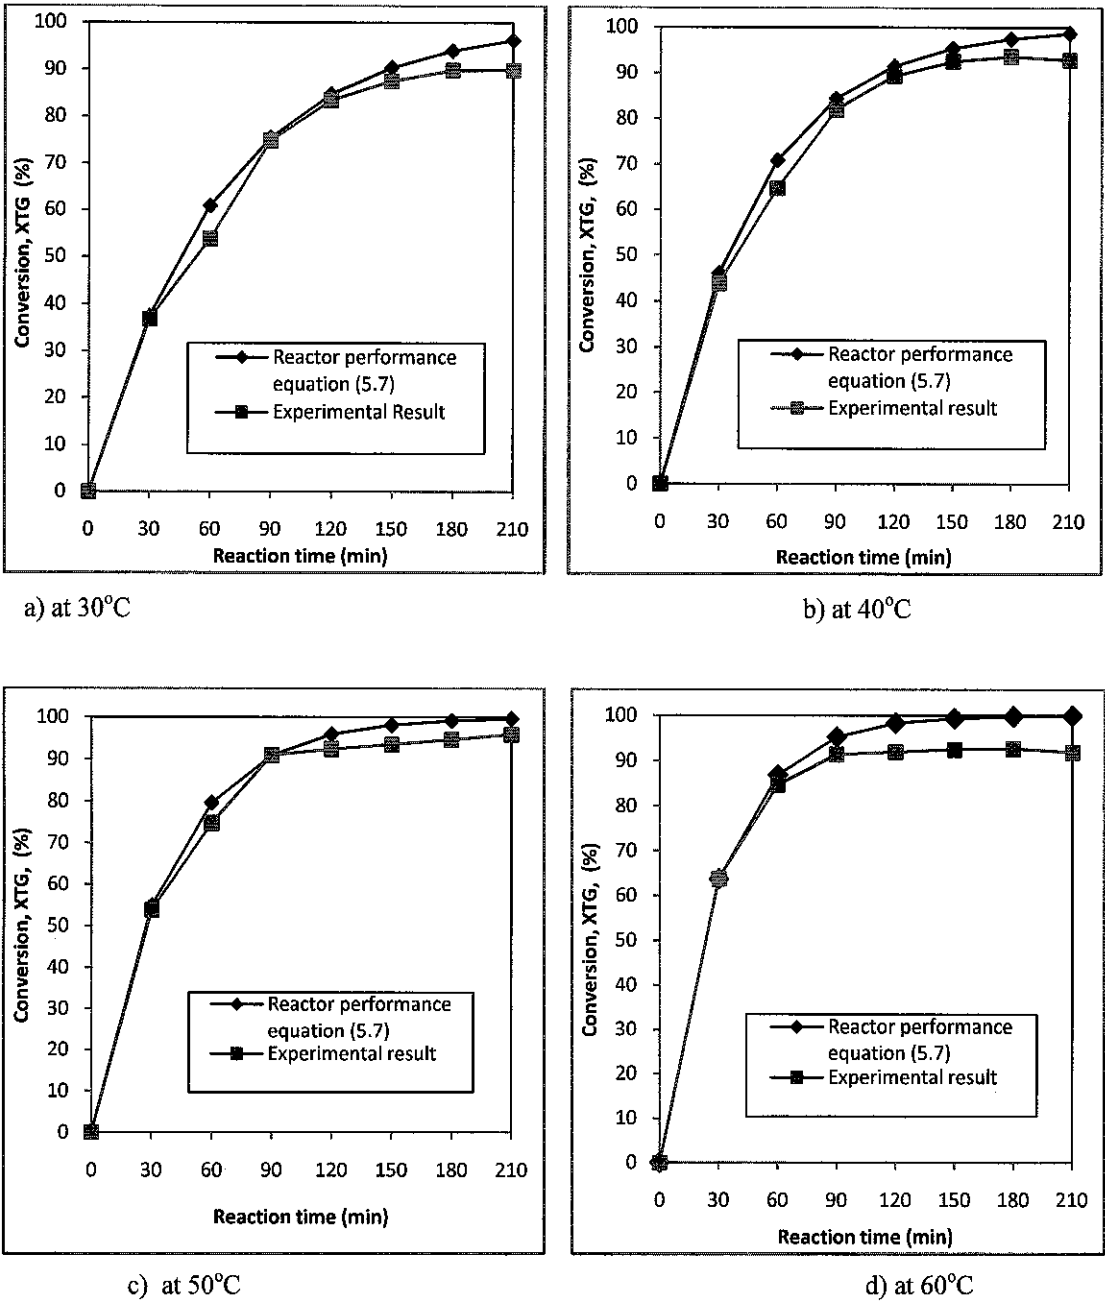 100
90
80
70
60
50
40
30
20
10
0
Conversion, XTG, (%)
Reactor performance
equation (5.7)
Experimental Result
0 30 60 90 120 150 180 210
Reaction time (min)
a) at 30°C
100
90
80
70
60
50
40
30
20
10
0
Conversion, XTG, (%)
Reactor performance
equation (5.7)
Experimental result
0 30 60 90 120 150 180 210
Reaction time (min)
b) at 40°C
100
90
80
70
60
50
40
30
20
10
0
Conversion, XTG, (%)
Reactor performance
equation (5.7)
Experimental result
0 30 60 90 120 150 180 210
Reaction time (min)
c) at 50°C
100
90
80
70
60
50
40
30
20
10
0
Conversion, XTG, (%)
Reactor performance
equation (5.7)
Experimental result
0 30 60 90 120 150 180 210
Reaction time (min)
d) at 60°C